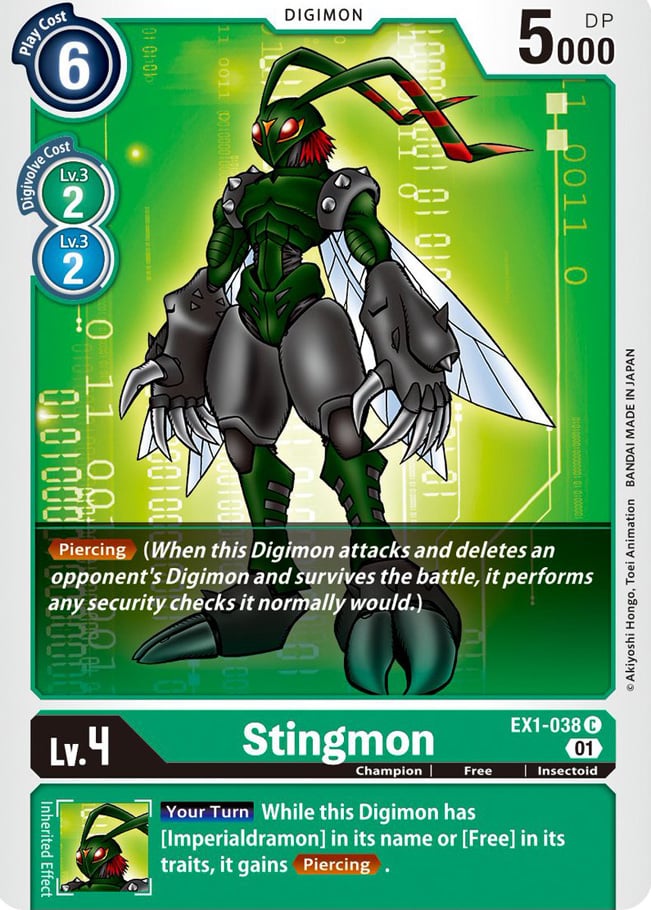 DIGIMON
Play Cost
6
DP
5000
Digivolve Cost
Lv.3
2
Lv.3
2
Piercing (When this Digimon attacks and deletes an
opponent's Digimon and survives the battle, it performs
any security checks it normally would.)
© Akiyoshi Hongo, Toei Animation BANDAI MADE IN JAPAN
Lv.4
Stingmon
EX1-038 C
01
Champion | Free | Insectoid
Inherited Effect
Your Turn While this Digimon has
[Imperialdramon] in its name or [Free] in its
traits, it gains Piercing .